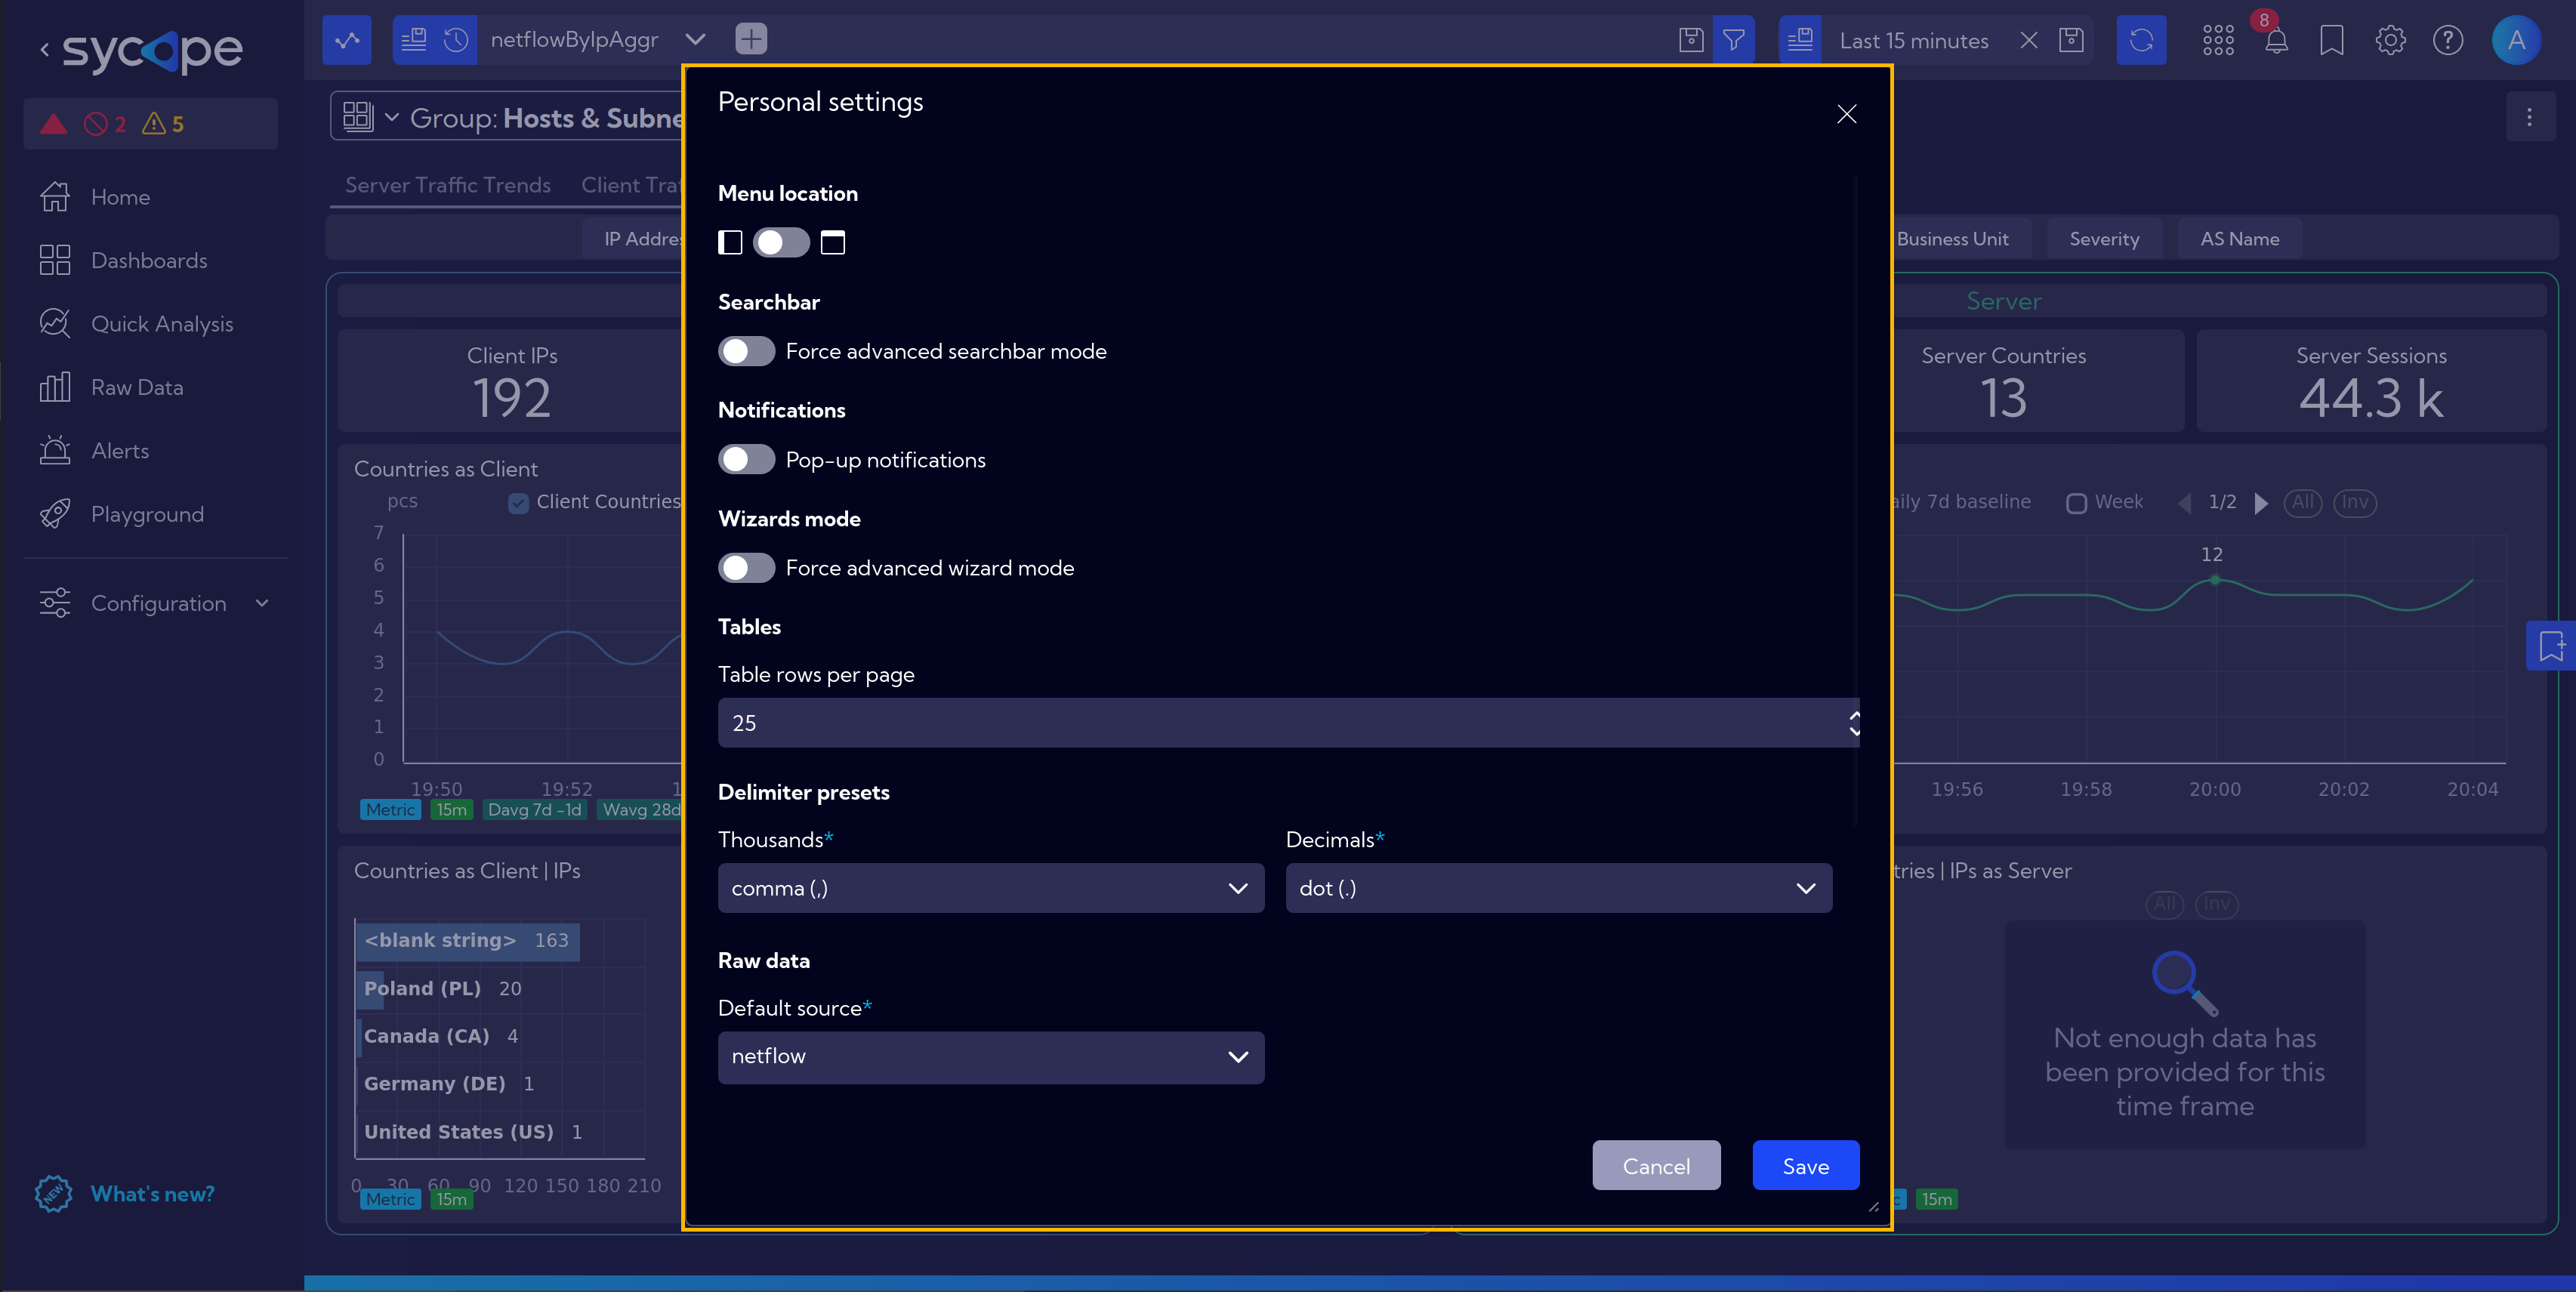 sycope
2
5
Home
Dashboards
Quick Analysis
Raw Data
Alerts
Playground
Configuration
NEW
What's new?
netflowByIpAggr
Last 15 minutes
8
A
Group: Hosts & Subne
Server Traffic Trends
Client Traf
IP Addre
Business Unit
Severity
AS Name
Client IPs
192
Countries as Client
pcs
Client Countries
7
6
5
4
3
2
1
0
19:50
19:52
1
Metric
15m
Davg 7d -1d
Wavg 28d
Countries as Client | IPs
<blank string> 163
Poland (PL) 20
Canada (CA) 4
Germany (DE) 1
United States (US) 1
0 30 60 90 120 150 180 210
Metric
15m
Personal settings
Menu location
Searchbar
Force advanced searchbar mode
Notifications
Pop-up notifications
Wizards mode
Force advanced wizard mode
Tables
Table rows per page
25
Delimiter presets
Thousands*
Decimals*
comma (,)
dot (.)
Raw data
Default source*
netflow
Cancel
Save
Server
Server Countries
13
Server Sessions
44.3 k
aily 7d baseline
Week
1/2
All
Inv
12
19:56
19:58
20:00
20:02
20:04
tries | IPs as Server
All
Inv
Not enough data has
been provided for this
time frame
c
15m